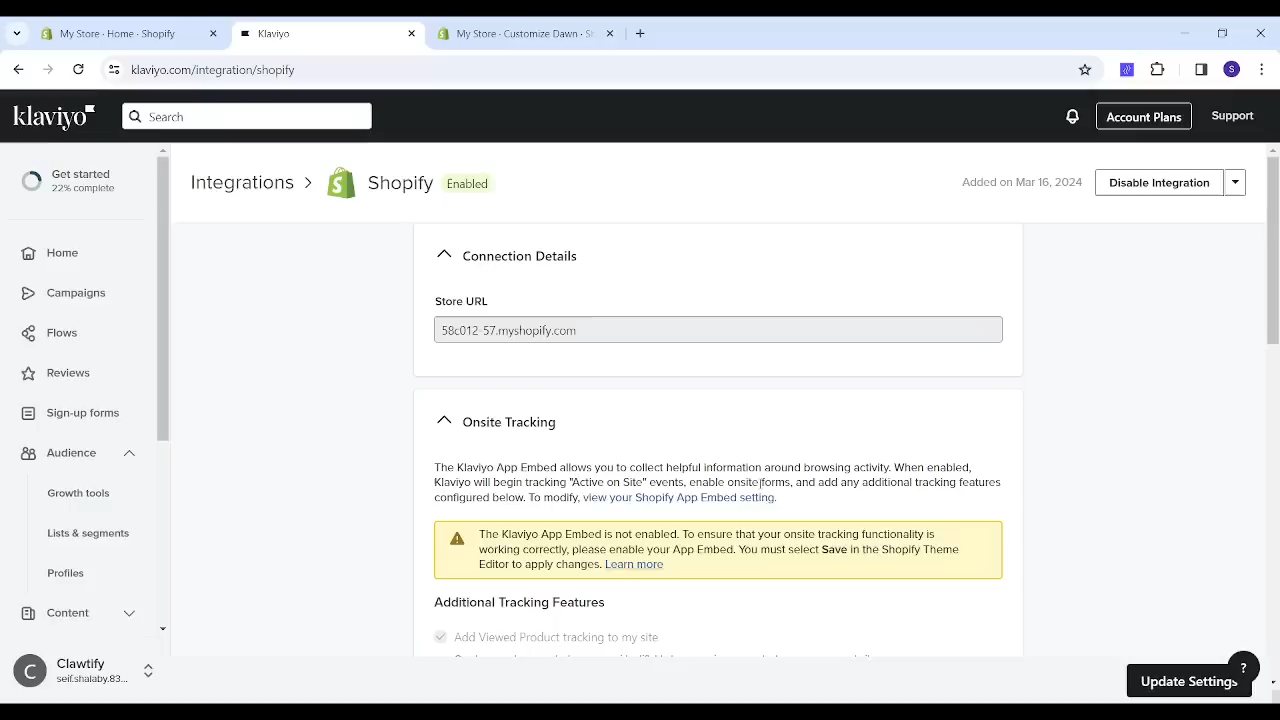 My Store · Home · Shopify
Klaviyo
My Store · Customize Dawn · S
klaviyo.com/integration/shopify
S
klaviyo
Search
Account Plans
Support
Get started
22% complete
Integrations > Shopify Enabled
Added on Mar 16, 2024
Disable Integration
Home
Campaigns
Flows
Reviews
Sign-up forms
Audience
Growth tools
Lists & segments
Profiles
Content
Clawtify
seif.shalaby.83...
C
Connection Details
Store URL
58c012-57.myshopify.com
Onsite Tracking
The Klaviyo App Embed allows you to collect helpful information around browsing activity. When enabled,
Klaviyo will begin tracking "Active on Site" events, enable onsite forms, and add any additional tracking features
configured below. To modify, view your Shopify App Embed setting.
The Klaviyo App Embed is not enabled. To ensure that your onsite tracking functionality is
working correctly, please enable your App Embed. You must select Save in the Shopify Theme
Editor to apply changes. Learn more
Additional Tracking Features
Add Viewed Product tracking to my site
Update Settings
?